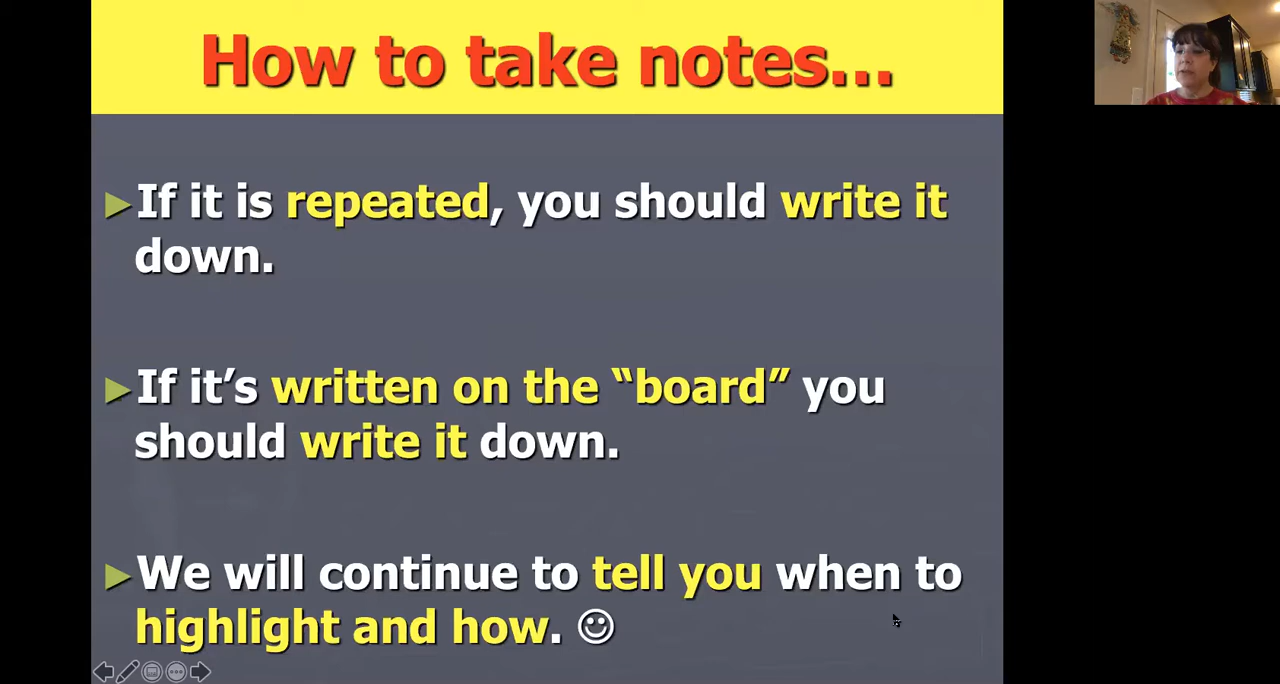 How to take notes...
►If it is repeated, you should write it
down.
►If it’s written on the “board” you
should write it down.
►We will continue to tell you when to
highlight and how. ☺